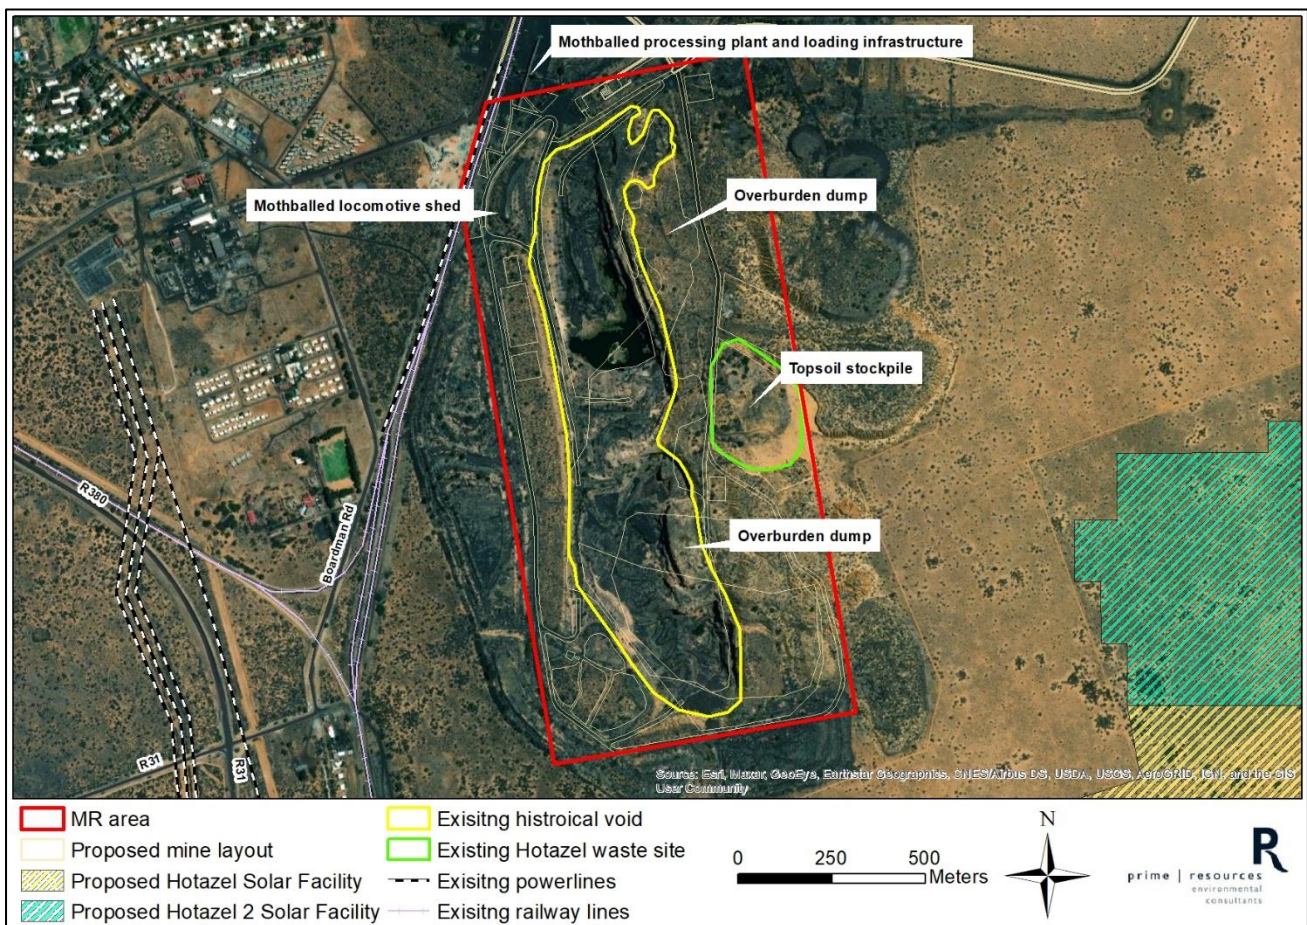 Mothballed processing plant and loading infrastructure
Overburden dump
Mothballed locomotive shed
Topsoil stockpile
R380
Boardman Rd
Overburden dump
R31
R31
Source: Esri, Maxar, GeoEye, Earthstar Geographics, CNES/Airbus DS, USDA, USGS, AeroGRID, IGN, and the GIS
User Community
MR area
Proposed mine layout
Proposed Hotazel Solar Facility
Proposed Hotazel 2 Solar Facility
Exisitng histroical void
Existing Hotazel waste site
Exisitng powerlines
Exisitng railway lines
0 250 500
Meters
N
R
prime | resources
environmental
consultants